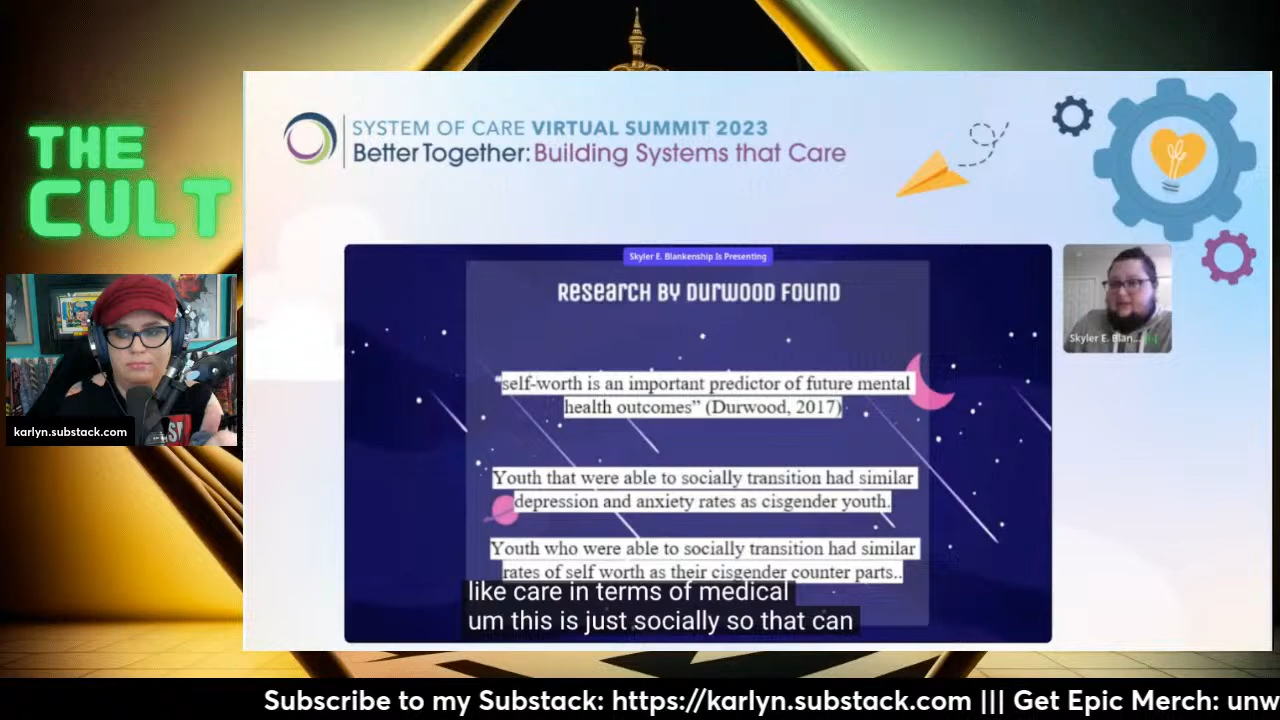 THE
CULT
karlyn.substack.com
SYSTEM OF CARE VIRTUAL SUMMIT 2023
Better Together: Building Systems that Care
Skyler E. Blankenship Is Presenting
Research by Durwood Found
“self-worth is an important predictor of future mental
health outcomes” (Durwood, 2017)
Youth that were able to socially transition had similar
depression and anxiety rates as cisgender youth.
Youth who were able to socially transition had similar
rates of self worth as their cisgender counter parts..
like care in terms of medical
um this is just socially so that can
Skyler E. Blan...
Subscribe to my Substack: https://karlyn.substack.com ||| Get Epic Merch: unw